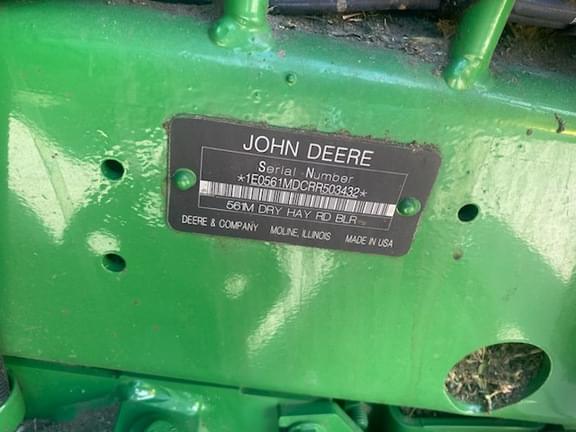 JOHN DEERE
Serial Number
*1E0561MDCRR503432*
561M DRY HAY RD BLR
DEERE & COMPANY MOLINE, ILLINOIS MADE IN USA